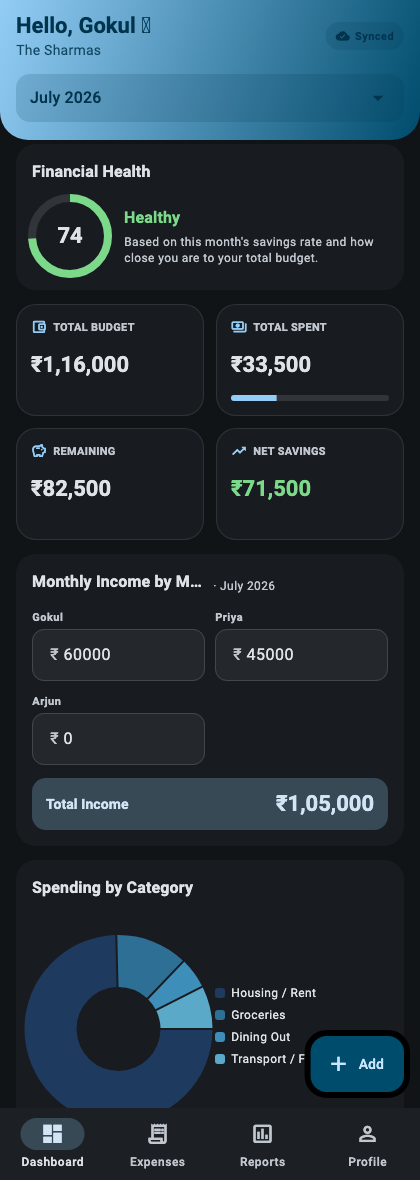 Hello, Gokul
The Sharmas
Synced
July 2026
Financial Health
74
Healthy
Based on this month's savings rate and how
close you are to your total budget.
TOTAL BUDGET
₹1,16,000
TOTAL SPENT
₹33,500
REMAINING
₹82,500
NET SAVINGS
₹71,500
Monthly Income by M... · July 2026
Gokul
₹ 60000
Priya
₹ 45000
Arjun
₹ 0
Total Income ₹1,05,000
Spending by Category
Housing / Rent
Groceries
Dining Out
Transport / F
Add
Dashboard Expenses Reports Profile